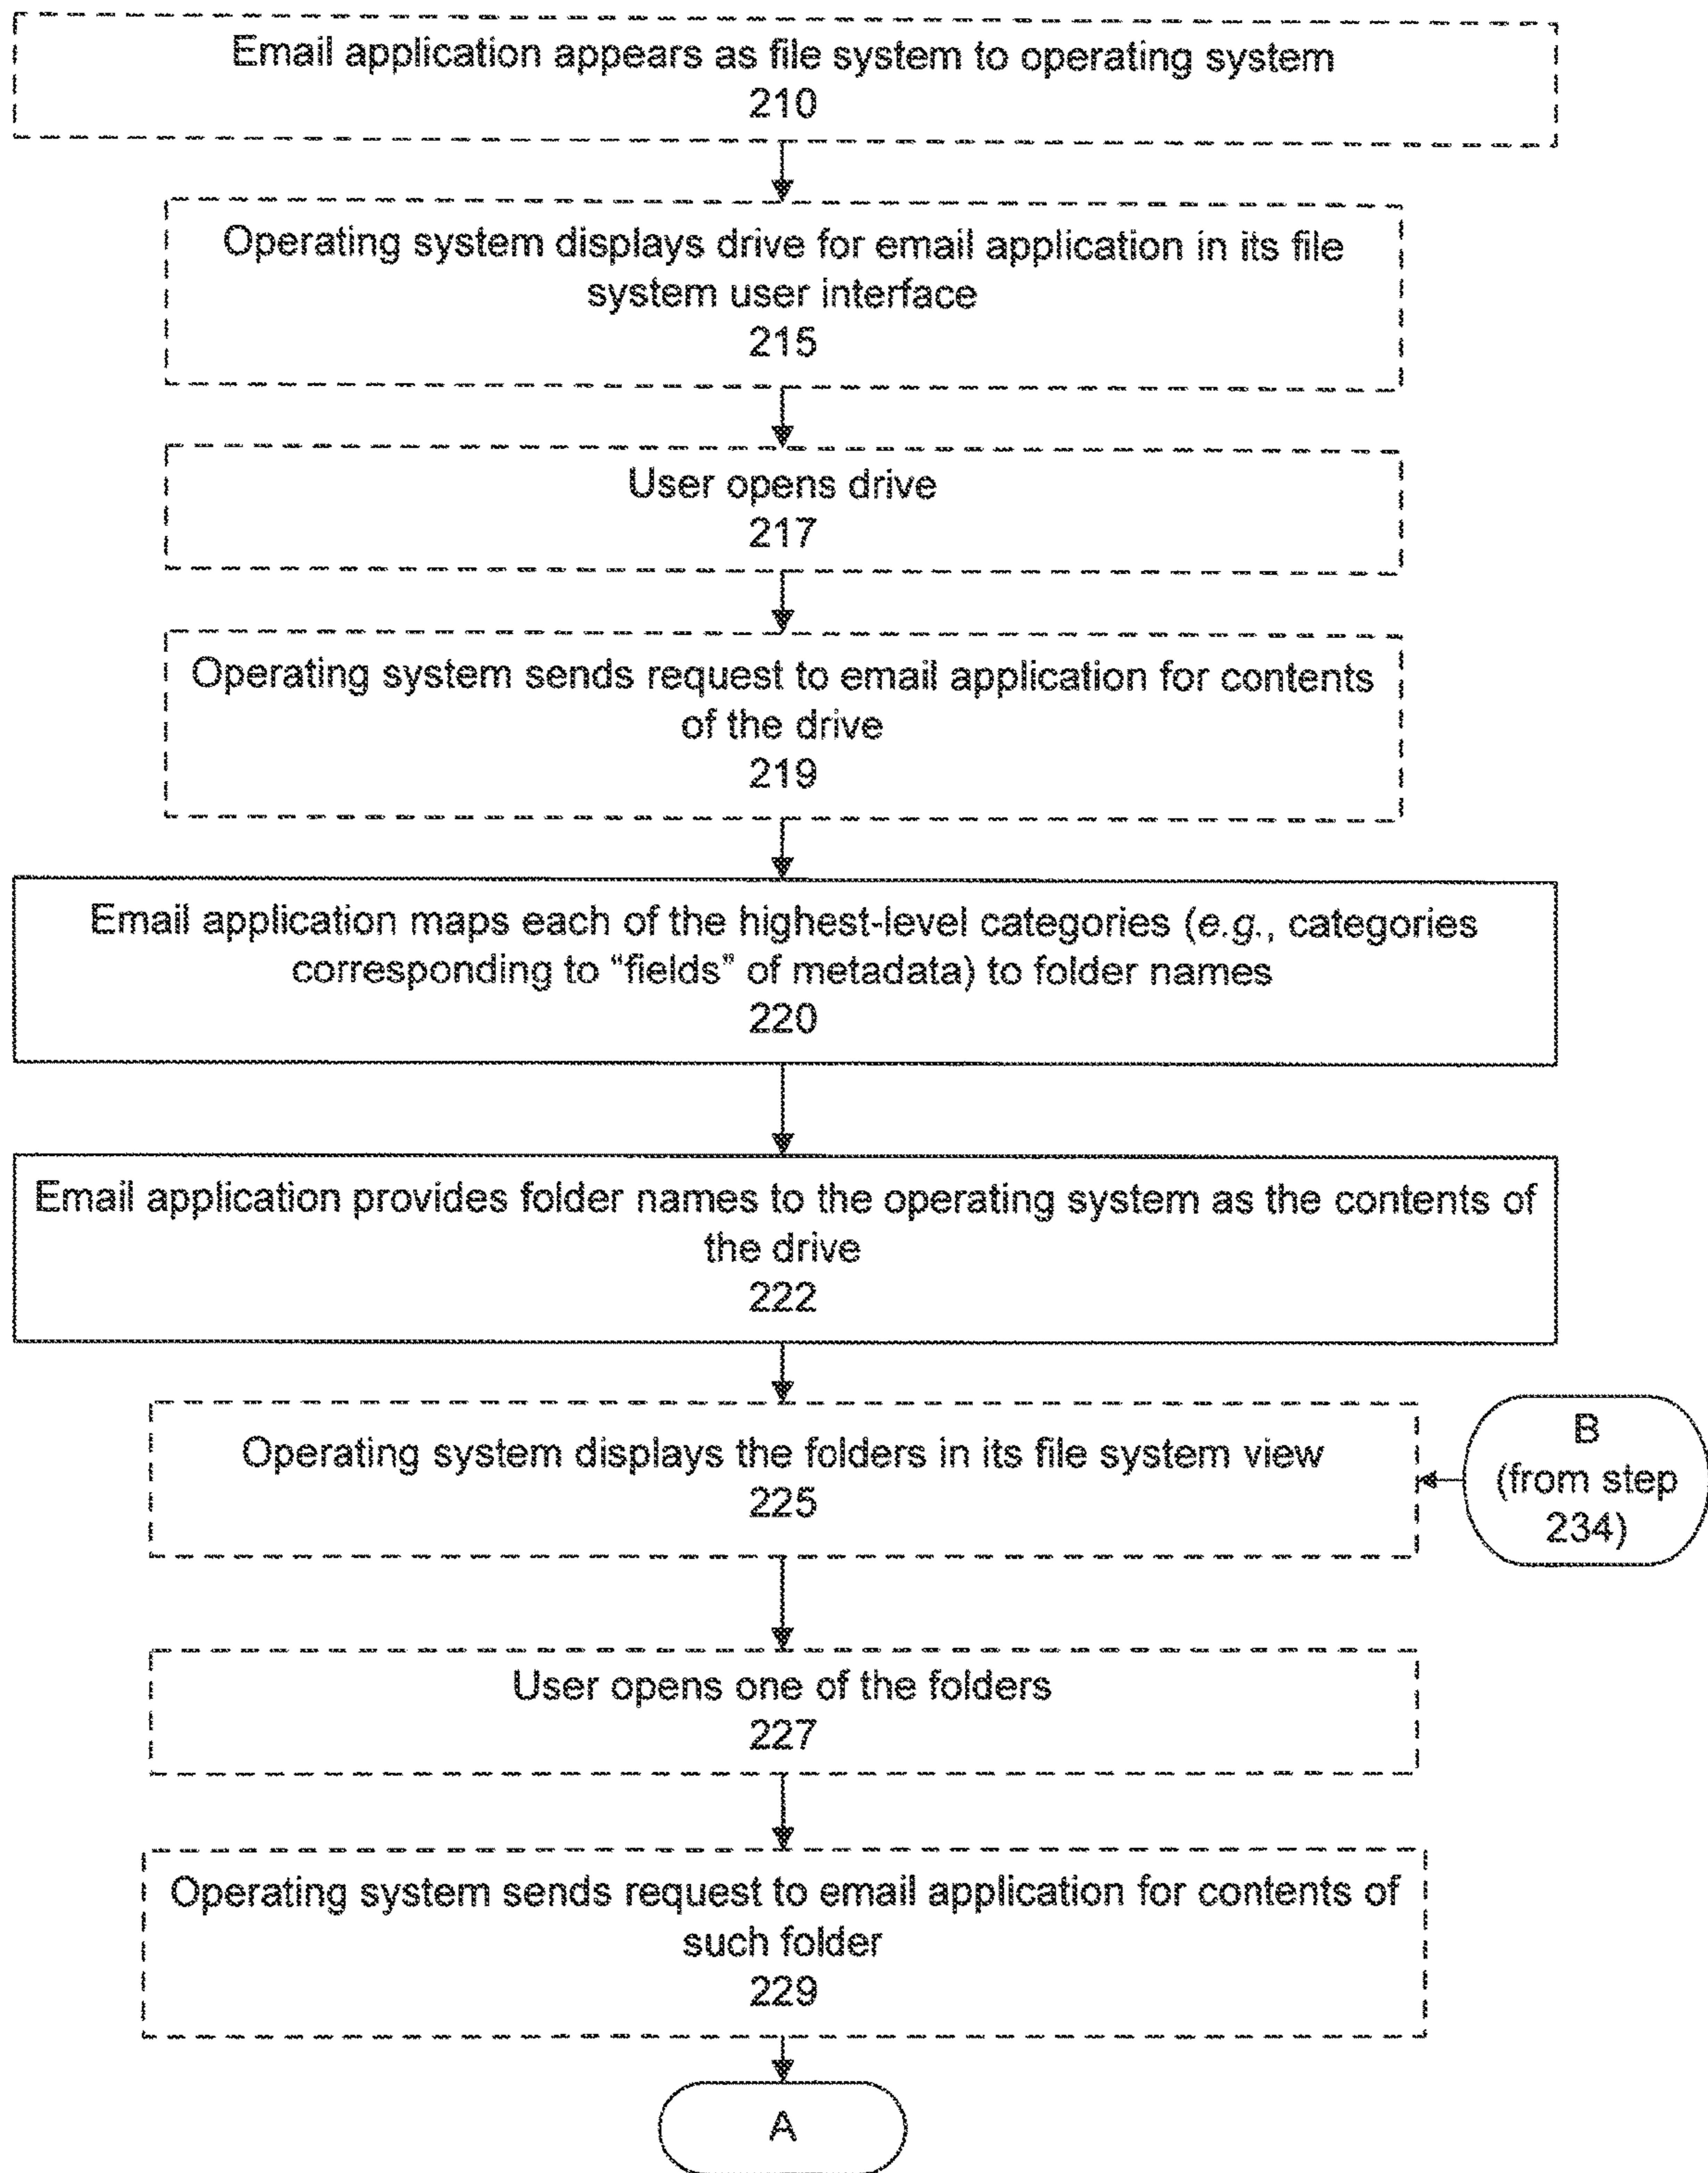 Email application appears as file system to operating system
210
Operating system displays drive for email application in its file
system user interface
215
User opens drive
217
Operating system sends request to email application for contents
of the drive
219
Email application maps each of the highest-level categories (e.g., categories
corresponding to “fields” of metadata) to folder names
220
Email application provides folder names to the operating system as the contents of
the drive
222
Operating system displays the folders in its file system view
225
B
(from step
234)
User opens one of the folders
227
Operating system sends request to email application for contents of
such folder
229
A